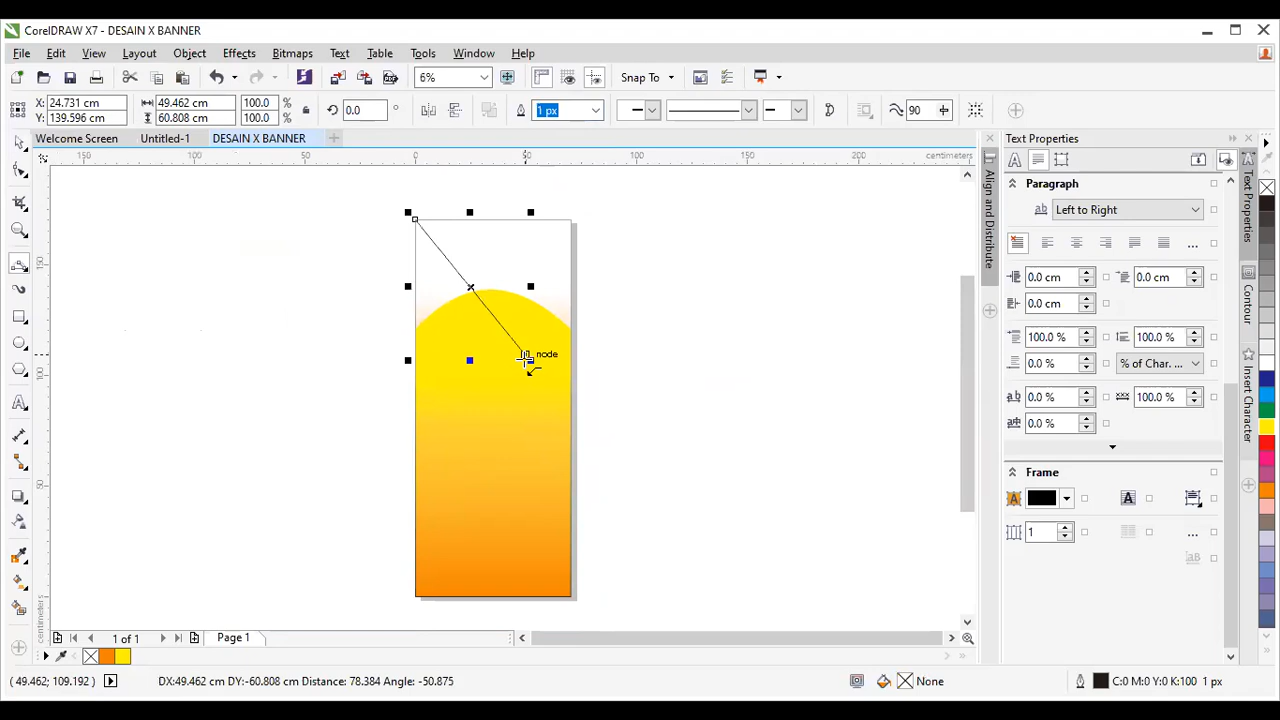 CorelDRAW X7 - DESAIN X BANNER
File Edit View Layout Object Effects Bitmaps Text Table Tools Window Help
6% Snap To
X: 24.731 cm 49.462 cm 100.0 % 0.0 ° 1 px 90
Y: 139.596 cm 60.808 cm 100.0 %
Welcome Screen Untitled-1 DESAIN X BANNER
150 100 50 0 50 100 150 200 centimeters
150
100
50
centimeters
node
Text Properties
Paragraph
Left to Right
0.0 cm 0.0 cm
0.0 cm
100.0 % 100.0 %
0.0 % % of Char. ...
0.0 % 100.0 %
0.0 %
Frame
1
Align and Distribute
Text Properties
Contour
Insert Character
1 of 1 Page 1
( 49.462; 109.192 ) DX:49.462 cm DY:-60.808 cm Distance: 78.384 Angle: -50.875 None C:0 M:0 Y:0 K:100 1 px